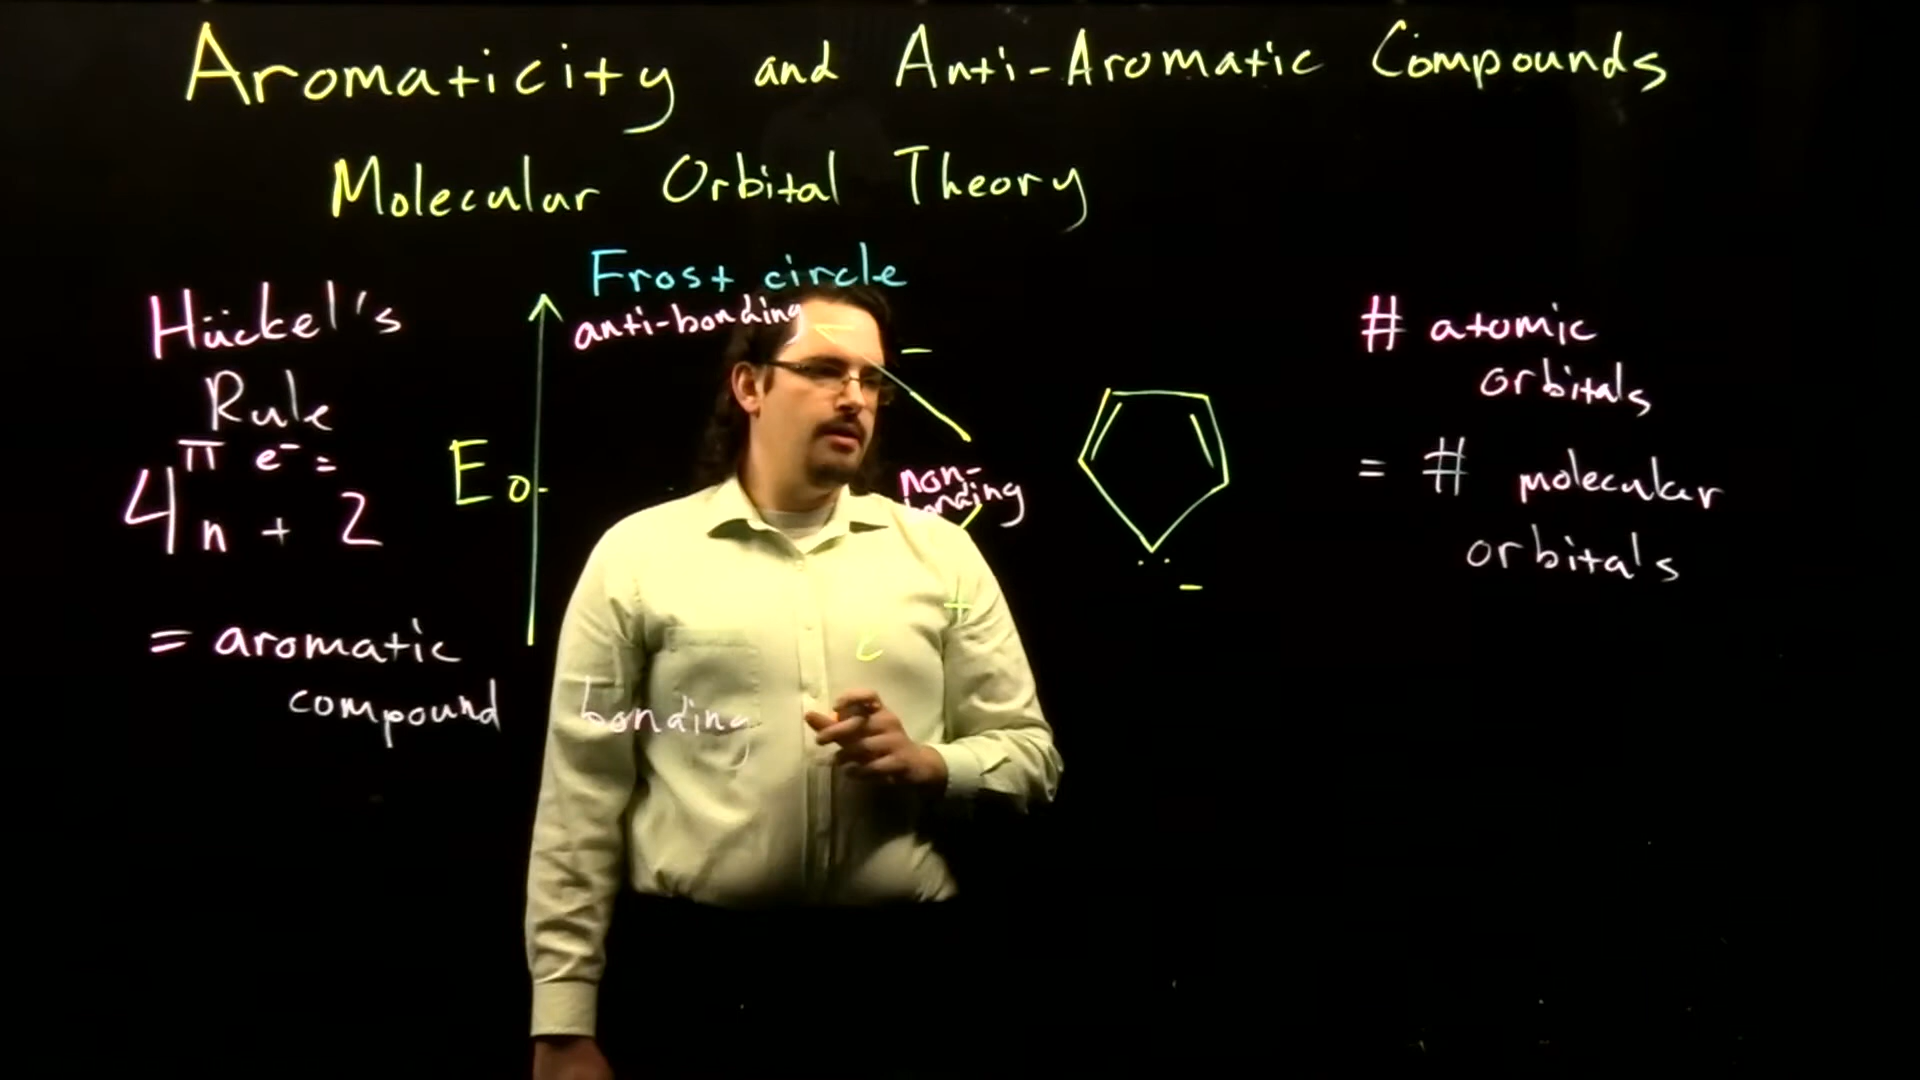 Aromaticity and Anti-Aromatic Compounds
Molecular Orbital Theory
Frost circle
anti-bonding
Hückel's
Rule
π e⁻ =
4n + 2
= aromatic
compound
E
0
non-
bonding
bonding
# atomic
orbitals
= # molecular
orbitals